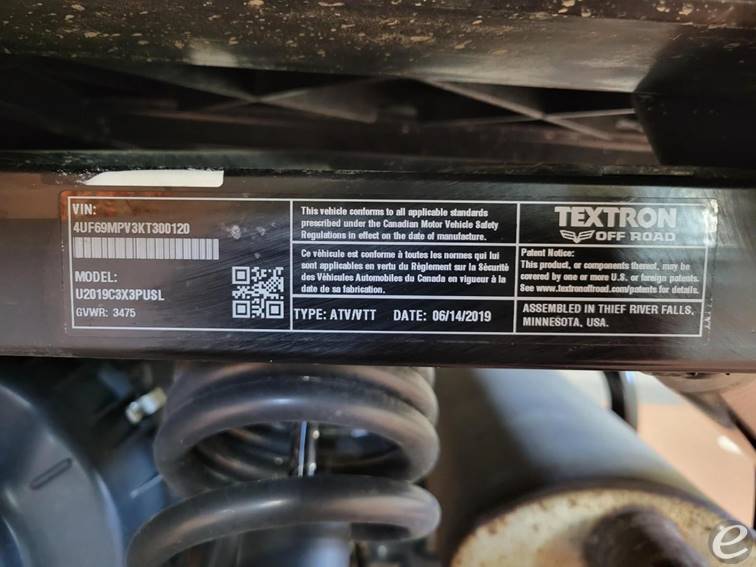 VIN:
4UF69MPV3KT300120
MODEL:
U2019C3X3PUSL
GVWR: 3475
This vehicle conforms to all applicable standards
prescribed under the Canadian Motor Vehicle Safety
Regulations in effect on the date of manufacture.
Ce véhicule est conforme à toutes les normes qui lui
sont applicables en vertu du Règlement sur la Sécurité
des Véhicules Automobiles du Canada en vigueur à la
date de sa fabrication.
TYPE: ATV/VTT DATE: 06/14/2019
TEXTRON
OFF ROAD
Patent Notice:
This product, or components thereof, may be
covered by one or more U.S. or foreign patents.
See www.textronoffroad.com/patents for details.
ASSEMBLED IN THIEF RIVER FALLS,
MINNESOTA, USA.
e